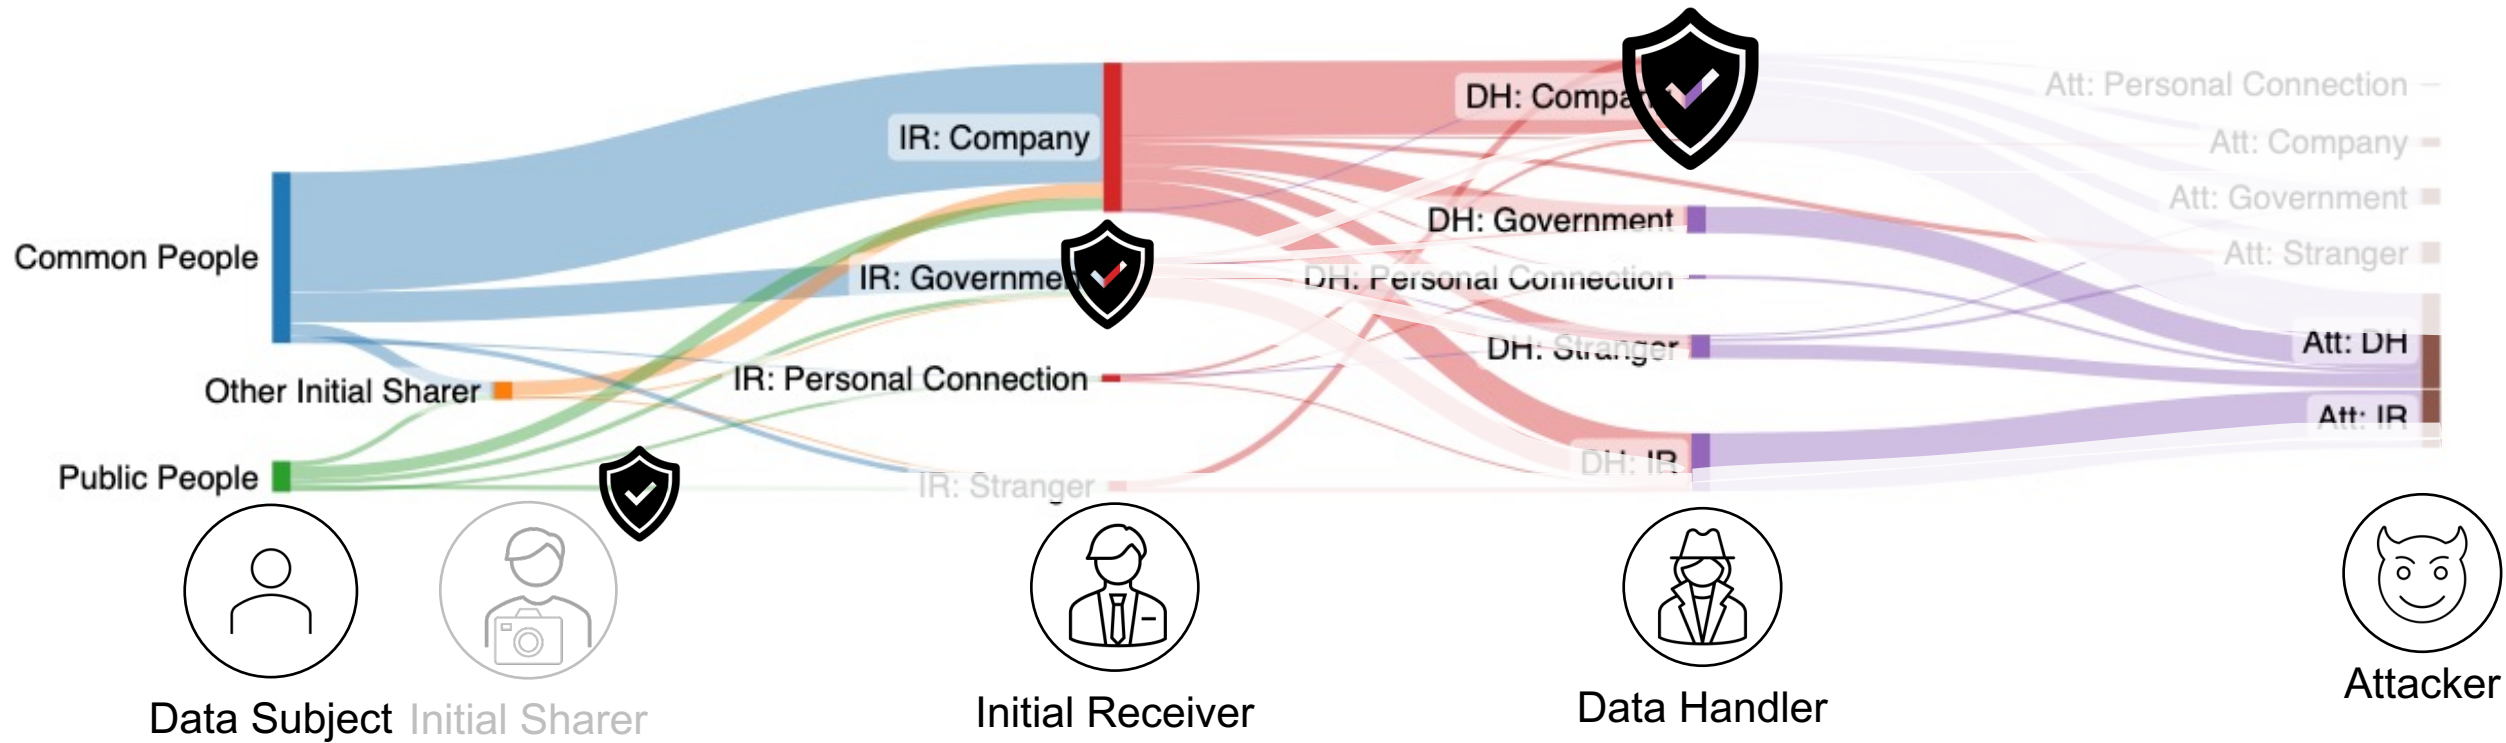 Common People
Other Initial Sharer
Public People
IR: Company
IR: Governmen
IR: Personal Connection
IR: Stranger
DH: Compan
DH: Government
DH: Personal Connection
DH: Stranger
DH: IR
Att: Personal Connection
Att: Company
Att: Government
Att: Stranger
Att: DH
Att: IR
Data Subject
Initial Sharer
Initial Receiver
Data Handler
Attacker